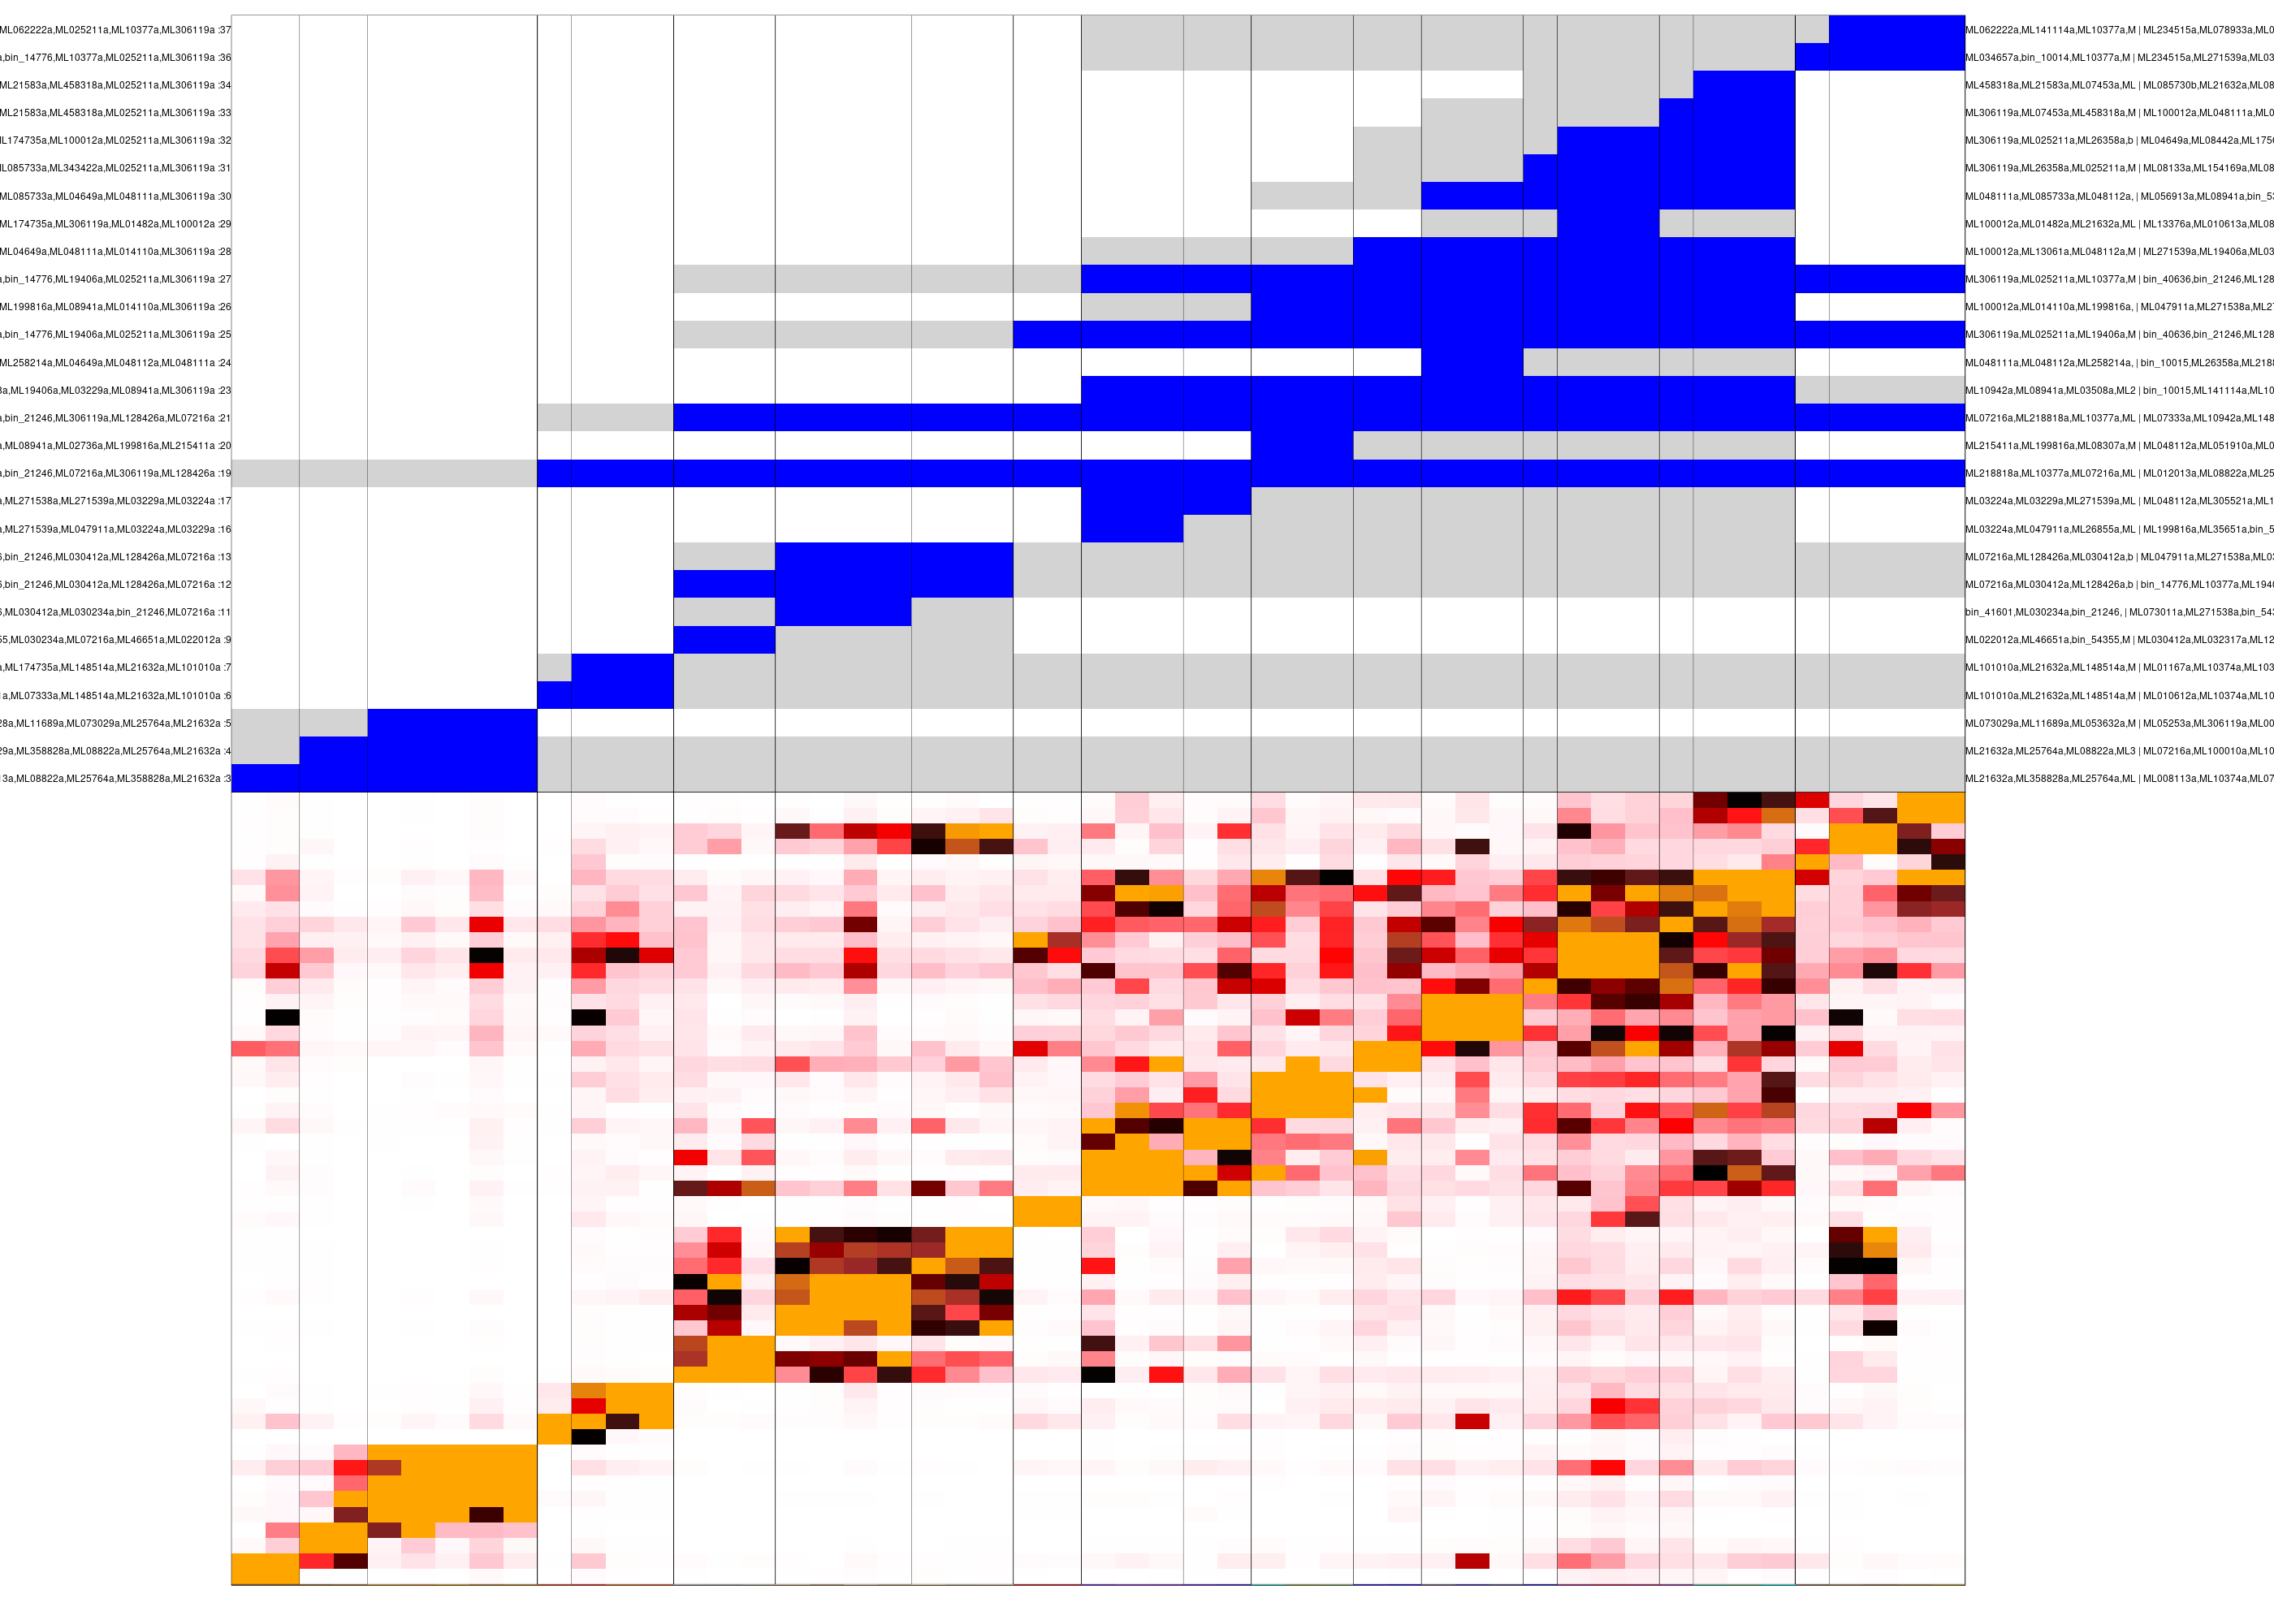 ML062222a,ML025211a,ML10377a,ML306119a :37
,bin_14776,ML10377a,ML025211a,ML306119a :36
ML21583a,ML458318a,ML025211a,ML306119a :34
ML21583a,ML458318a,ML025211a,ML306119a :33
ML174735a,ML100012a,ML025211a,ML306119a :32
ML085733a,ML343422a,ML025211a,ML306119a :31
ML085733a,ML04649a,ML048111a,ML306119a :30
ML174735a,ML306119a,ML01482a,ML100012a :29
ML04649a,ML048111a,ML014110a,ML306119a :28
,bin_14776,ML19406a,ML025211a,ML306119a :27
ML199816a,ML08941a,ML014110a,ML306119a :26
,bin_14776,ML19406a,ML025211a,ML306119a :25
ML258214a,ML04649a,ML048112a,ML048111a :24
a,ML19406a,ML03229a,ML08941a,ML306119a :23
,bin_21246,ML306119a,ML128426a,ML07216a :21
,ML08941a,ML02736a,ML199816a,ML215411a :20
,bin_21246,ML07216a,ML306119a,ML128426a :19
,ML271538a,ML271539a,ML03229a,ML03224a :17
,ML271539a,ML047911a,ML03224a,ML03229a :16
,bin_21246,ML030412a,ML128426a,ML07216a :13
,bin_21246,ML030412a,ML128426a,ML07216a :12
,ML030412a,ML030234a,bin_21246,ML07216a :11
55,ML030234a,ML07216a,ML46651a,ML022012a :9
,ML174735a,ML148514a,ML21632a,ML101010a :7
a,ML07333a,ML148514a,ML21632a,ML101010a :6
28a,ML11689a,ML073029a,ML25764a,ML21632a :5
29a,ML358828a,ML08822a,ML25764a,ML21632a :4
3a,ML08822a,ML25764a,ML358828a,ML21632a :3
ML062222a,ML141114a,ML10377a,M | ML234515a,ML078933a,ML0
ML034657a,bin_10014,ML10377a,M | ML234515a,ML271539a,ML03
ML458318a,ML21583a,ML07453a,ML | ML085730b,ML21632a,ML08
ML306119a,ML07453a,ML458318a,M | ML100012a,ML048111a,ML0
ML306119a,ML025211a,ML26358a,b | ML04649a,ML08442a,ML175
ML306119a,ML26358a,ML025211a,M | ML08133a,ML154169a,ML08
ML048111a,ML085733a,ML048112a, | ML056913a,ML08941a,bin_5
ML100012a,ML01482a,ML21632a,ML | ML13376a,ML010613a,ML08
ML100012a,ML13061a,ML048112a,M | ML271539a,ML19406a,ML03
ML306119a,ML025211a,ML10377a,M | bin_40636,bin_21246,ML128
ML100012a,ML014110a,ML199816a, | ML047911a,ML271538a,ML2
ML306119a,ML025211a,ML19406a,M | bin_40636,bin_21246,ML128
ML048111a,ML048112a,ML258214a, | bin_10015,ML26358a,ML218
ML10942a,ML08941a,ML03508a,ML2 | bin_10015,ML141114a,ML10
ML07216a,ML218818a,ML10377a,ML | ML07333a,ML10942a,ML148
ML215411a,ML199816a,ML08307a,M | ML048112a,ML051910a,ML0
ML218818a,ML10377a,ML07216a,ML | ML012013a,ML08822a,ML25
ML03224a,ML03229a,ML271539a,ML | ML048112a,ML305521a,ML1
ML03224a,ML047911a,ML26855a,ML | ML199816a,ML35651a,bin_5
ML07216a,ML128426a,ML030412a,b | ML047911a,ML271538a,ML0
ML07216a,ML030412a,ML128426a,b | bin_14776,ML10377a,ML194
bin_41601,ML030234a,bin_21246, | ML073011a,ML271538a,bin_54
ML022012a,ML46651a,bin_54355,M | ML030412a,ML032317a,ML12
ML101010a,ML21632a,ML148514a,M | ML01167a,ML10374a,ML103
ML101010a,ML21632a,ML148514a,M | ML010612a,ML10374a,ML10
ML073029a,ML11689a,ML053632a,M | ML05253a,ML306119a,ML00
ML21632a,ML25764a,ML08822a,ML3 | ML07216a,ML100010a,ML10
ML21632a,ML358828a,ML25764a,ML | ML008113a,ML10374a,ML07